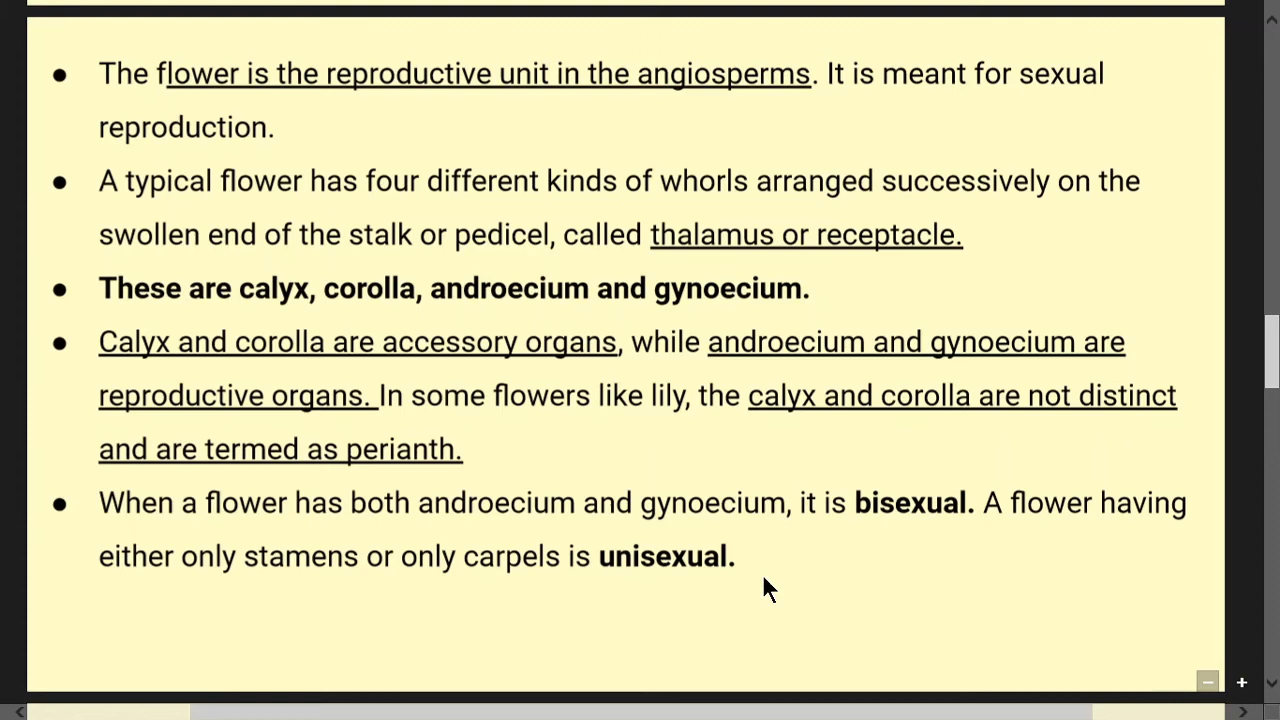 ● The flower is the reproductive unit in the angiosperms. It is meant for sexual
reproduction.
● A typical flower has four different kinds of whorls arranged successively on the
swollen end of the stalk or pedicel, called thalamus or receptacle.
● These are calyx, corolla, androecium and gynoecium.
● Calyx and corolla are accessory organs, while androecium and gynoecium are
reproductive organs. In some flowers like lily, the calyx and corolla are not distinct
and are termed as perianth.
● When a flower has both androecium and gynoecium, it is bisexual. A flower having
either only stamens or only carpels is unisexual.